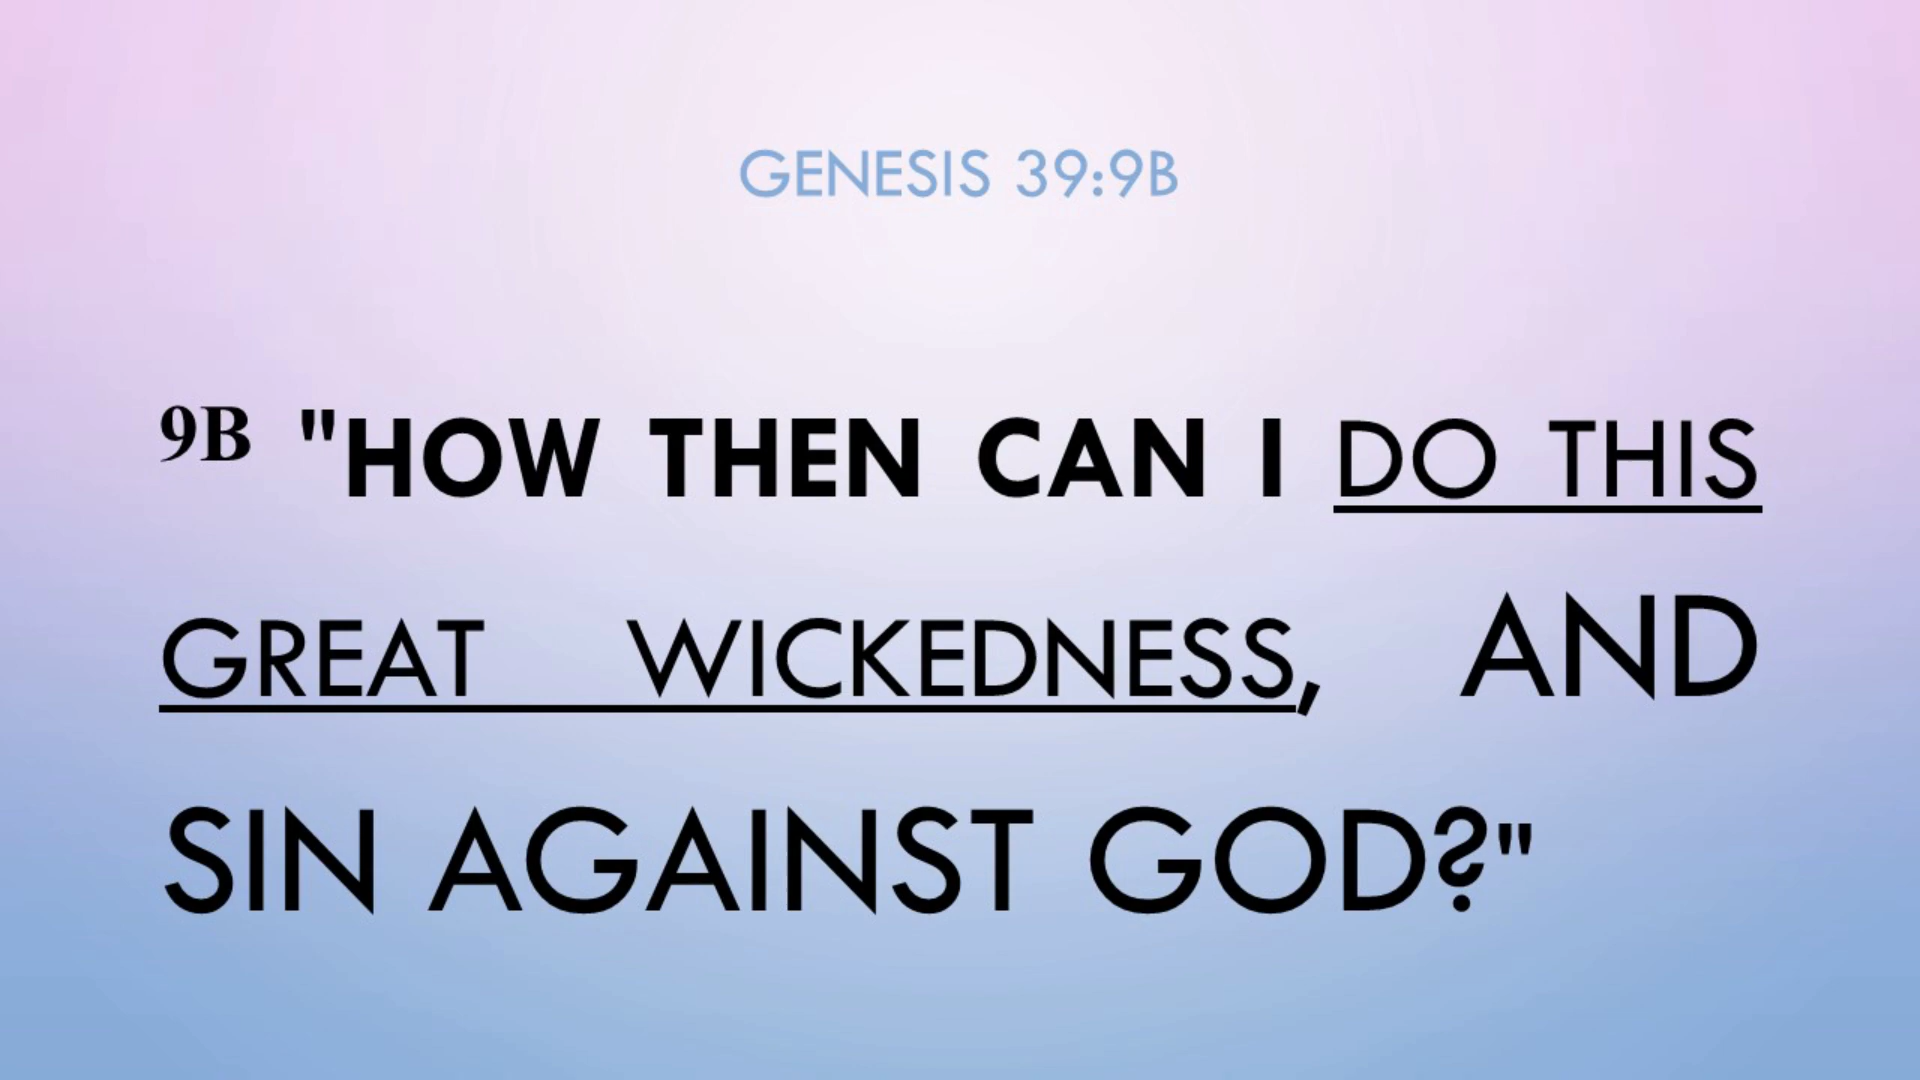 GENESIS 39:9B
9B "HOW THEN CAN I DO THIS
GREAT WICKEDNESS, AND
SIN AGAINST GOD?"